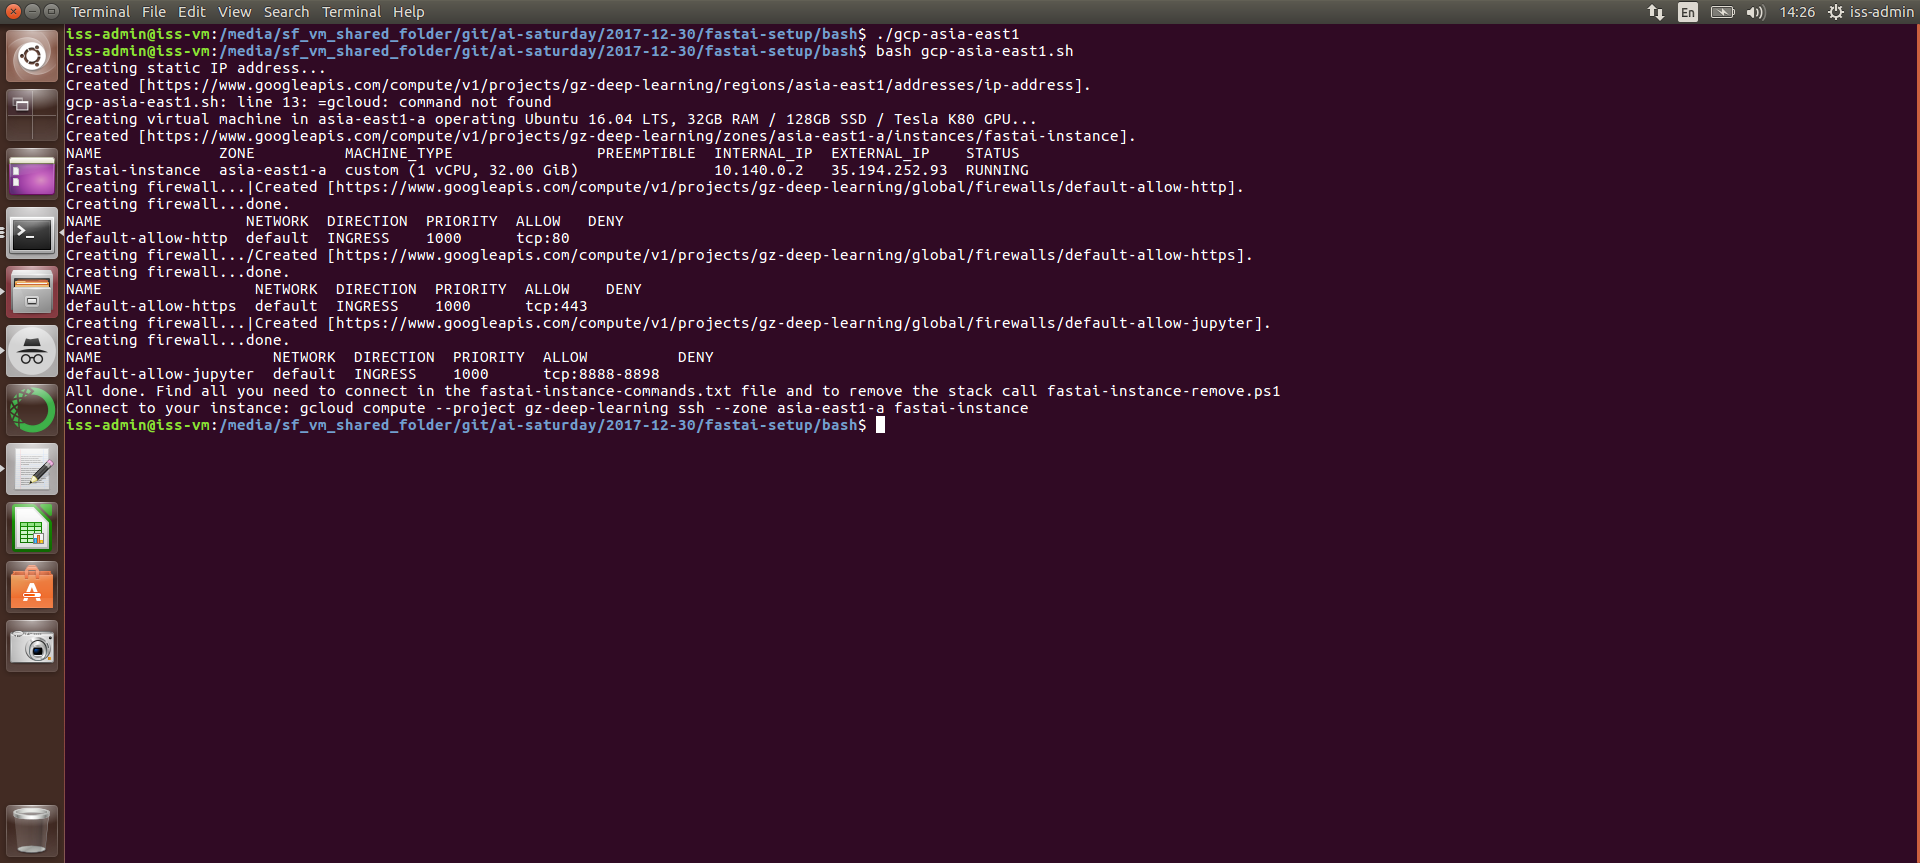 Terminal File Edit View Search Terminal Help En 14:26 iss-admin
iss-admin@iss-vm:/media/sf_vm_shared_folder/git/ai-saturday/2017-12-30/fastai-setup/bash$ ./gcp-asia-east1
iss-admin@iss-vm:/media/sf_vm_shared_folder/git/ai-saturday/2017-12-30/fastai-setup/bash$ bash gcp-asia-east1.sh
Creating static IP address...
Created [https://www.googleapis.com/compute/v1/projects/gz-deep-learning/regions/asia-east1/addresses/ip-address].
gcp-asia-east1.sh: line 13: =gcloud: command not found
Creating virtual machine in asia-east1-a operating Ubuntu 16.04 LTS, 32GB RAM / 128GB SSD / Tesla K80 GPU...
Created [https://www.googleapis.com/compute/v1/projects/gz-deep-learning/zones/asia-east1-a/instances/fastai-instance].
NAME ZONE MACHINE_TYPE PREEMPTIBLE INTERNAL_IP EXTERNAL_IP STATUS
fastai-instance asia-east1-a custom (1 vCPU, 32.00 GiB) 10.140.0.2 35.194.252.93 RUNNING
Creating firewall...|Created [https://www.googleapis.com/compute/v1/projects/gz-deep-learning/global/firewalls/default-allow-http].
Creating firewall...done.
NAME NETWORK DIRECTION PRIORITY ALLOW DENY
default-allow-http default INGRESS 1000 tcp:80
Creating firewall.../Created [https://www.googleapis.com/compute/v1/projects/gz-deep-learning/global/firewalls/default-allow-https].
Creating firewall...done.
NAME NETWORK DIRECTION PRIORITY ALLOW DENY
default-allow-https default INGRESS 1000 tcp:443
Creating firewall...|Created [https://www.googleapis.com/compute/v1/projects/gz-deep-learning/global/firewalls/default-allow-jupyter].
Creating firewall...done.
NAME NETWORK DIRECTION PRIORITY ALLOW DENY
default-allow-jupyter default INGRESS 1000 tcp:8888-8898
All done. Find all you need to connect in the fastai-instance-commands.txt file and to remove the stack call fastai-instance-remove.ps1
Connect to your instance: gcloud compute --project gz-deep-learning ssh --zone asia-east1-a fastai-instance
iss-admin@iss-vm:/media/sf_vm_shared_folder/git/ai-saturday/2017-12-30/fastai-setup/bash$